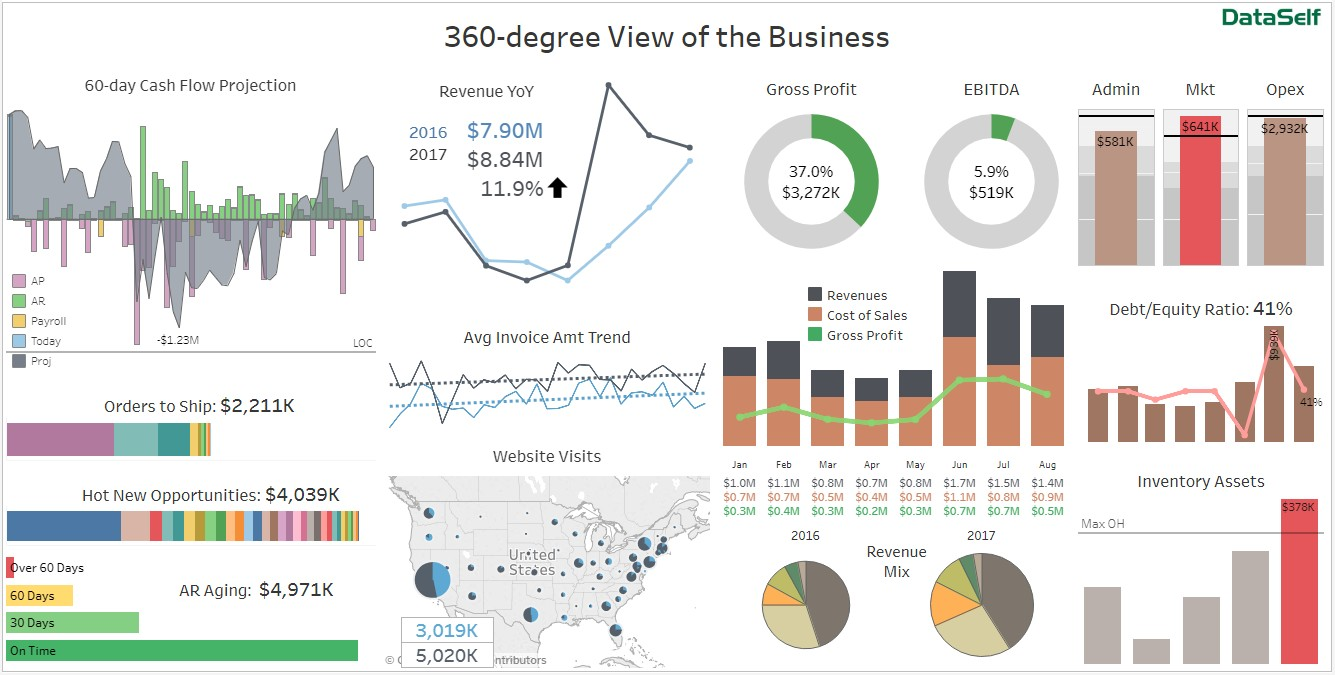 DataSelf
360-degree View of the Business
60-day Cash Flow Projection
AP
AR
Payroll
Today
Proj
-$1.23M
LOC
Revenue YoY
2016 $7.90M
2017 $8.84M
11.9%
Gross Profit
37.0%
$3,272K
EBITDA
5.9%
$519K
Admin
Mkt
Opex
$581K
$641K
$2,932K
Avg Invoice Amt Trend
Revenues
Cost of Sales
Gross Profit
Jan Feb Mar Apr May Jun Jul Aug
$1.0M $1.1M $0.8M $0.7M $0.8M $1.7M $1.5M $1.4M
$0.7M $0.7M $0.5M $0.4M $0.5M $1.1M $0.8M $0.9M
$0.3M $0.4M $0.3M $0.2M $0.3M $0.7M $0.7M $0.5M
Debt/Equity Ratio: 41%
$939K
41%
Orders to Ship: $2,211K
Hot New Opportunities: $4,039K
Over 60 Days
60 Days
30 Days
On Time
AR Aging: $4,971K
Website Visits
United
States
3,019K
5,020K
©
ntributors
2016
Revenue
Mix
2017
Inventory Assets
Max OH
$378K